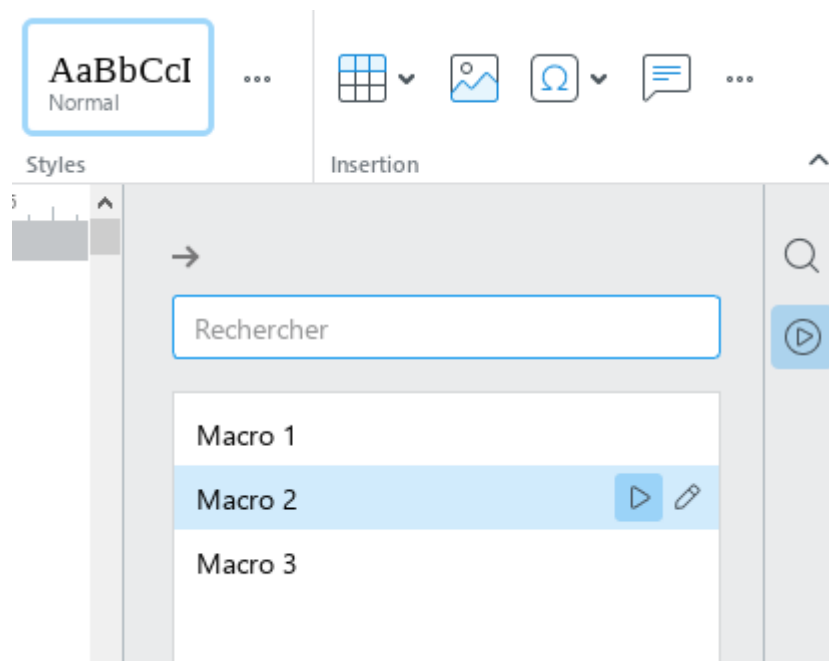 AaBbCcI
Normal
Styles
Insertion
Rechercher
Macro 1
Macro 2
Macro 3